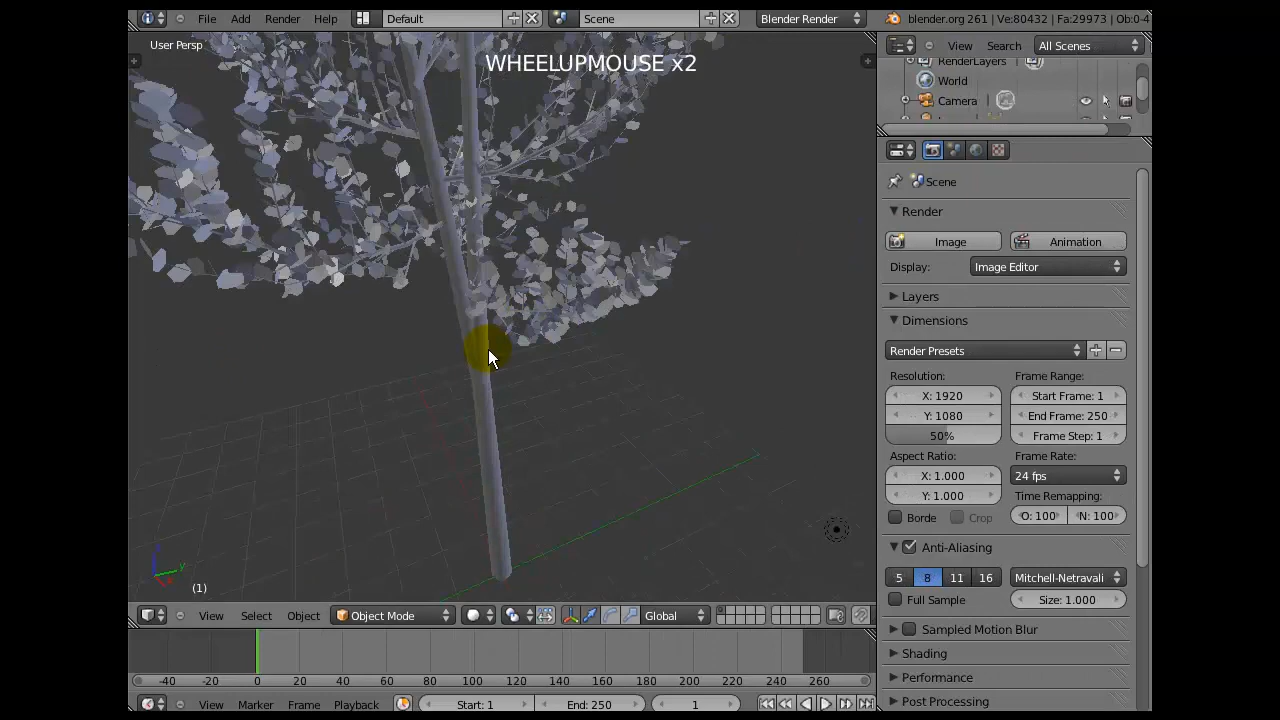 File Add Render Help Default Scene Blender Render blender.org 261 | Ve:80432 | Fa:29973 | Ob:0-4
User Persp
WHEELUPMOUSE x2
View Search All Scenes
RenderLayers
World
Camera
Scene
Render
Image Animation
Display: Image Editor
Layers
Dimensions
Render Presets
Resolution: Frame Range:
X: 1920 Start Frame: 1
Y: 1080 End Frame: 250
50% Frame Step: 1
Aspect Ratio: Frame Rate:
X: 1.000 24 fps
Y: 1.000 Time Remapping:
Borde Crop O: 100 N: 100
Anti-Aliasing
5 8 11 16 Mitchell-Netravali
Full Sample Size: 1.000
Sampled Motion Blur
Shading
Performance
Post Processing
y
(1)
View Select Object Object Mode Global
-40 -20 0 20 40 60 80 100 120 140 160 180 200 220 240 260
View Marker Frame Playback Start: 1 End: 250 1